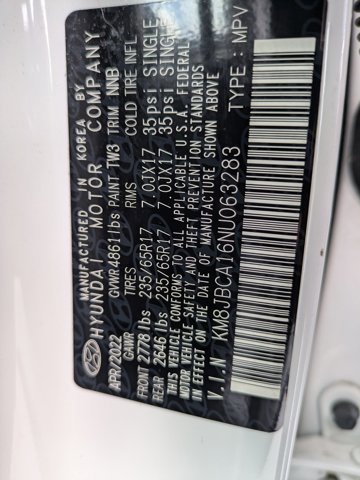 MANUFACTURED IN KOREA BY
HYUNDAI MOTOR COMPANY
APR/2022 GVWR 4861 lbs PAINT TW3 TRIM NNB
GAWR TIRES RIMS COLD TIRE INFL
FRONT 2778 lbs 235/65R17 7.0JX17 35psi SINGLE
REAR 2646 lbs 235/65R17 7.0JX17 35psi SINGLE
THIS VEHICLE CONFORMS TO ALL APPLICABLE U.S.A. FEDERAL
SAFETY AND THEFT PREVENTION STANDARDS
IN EFFECT ON THE DATE OF MANUFACTURE SHOWN ABOVE
V.I.N KM8JBCA16NU063283 TYPE : MPV